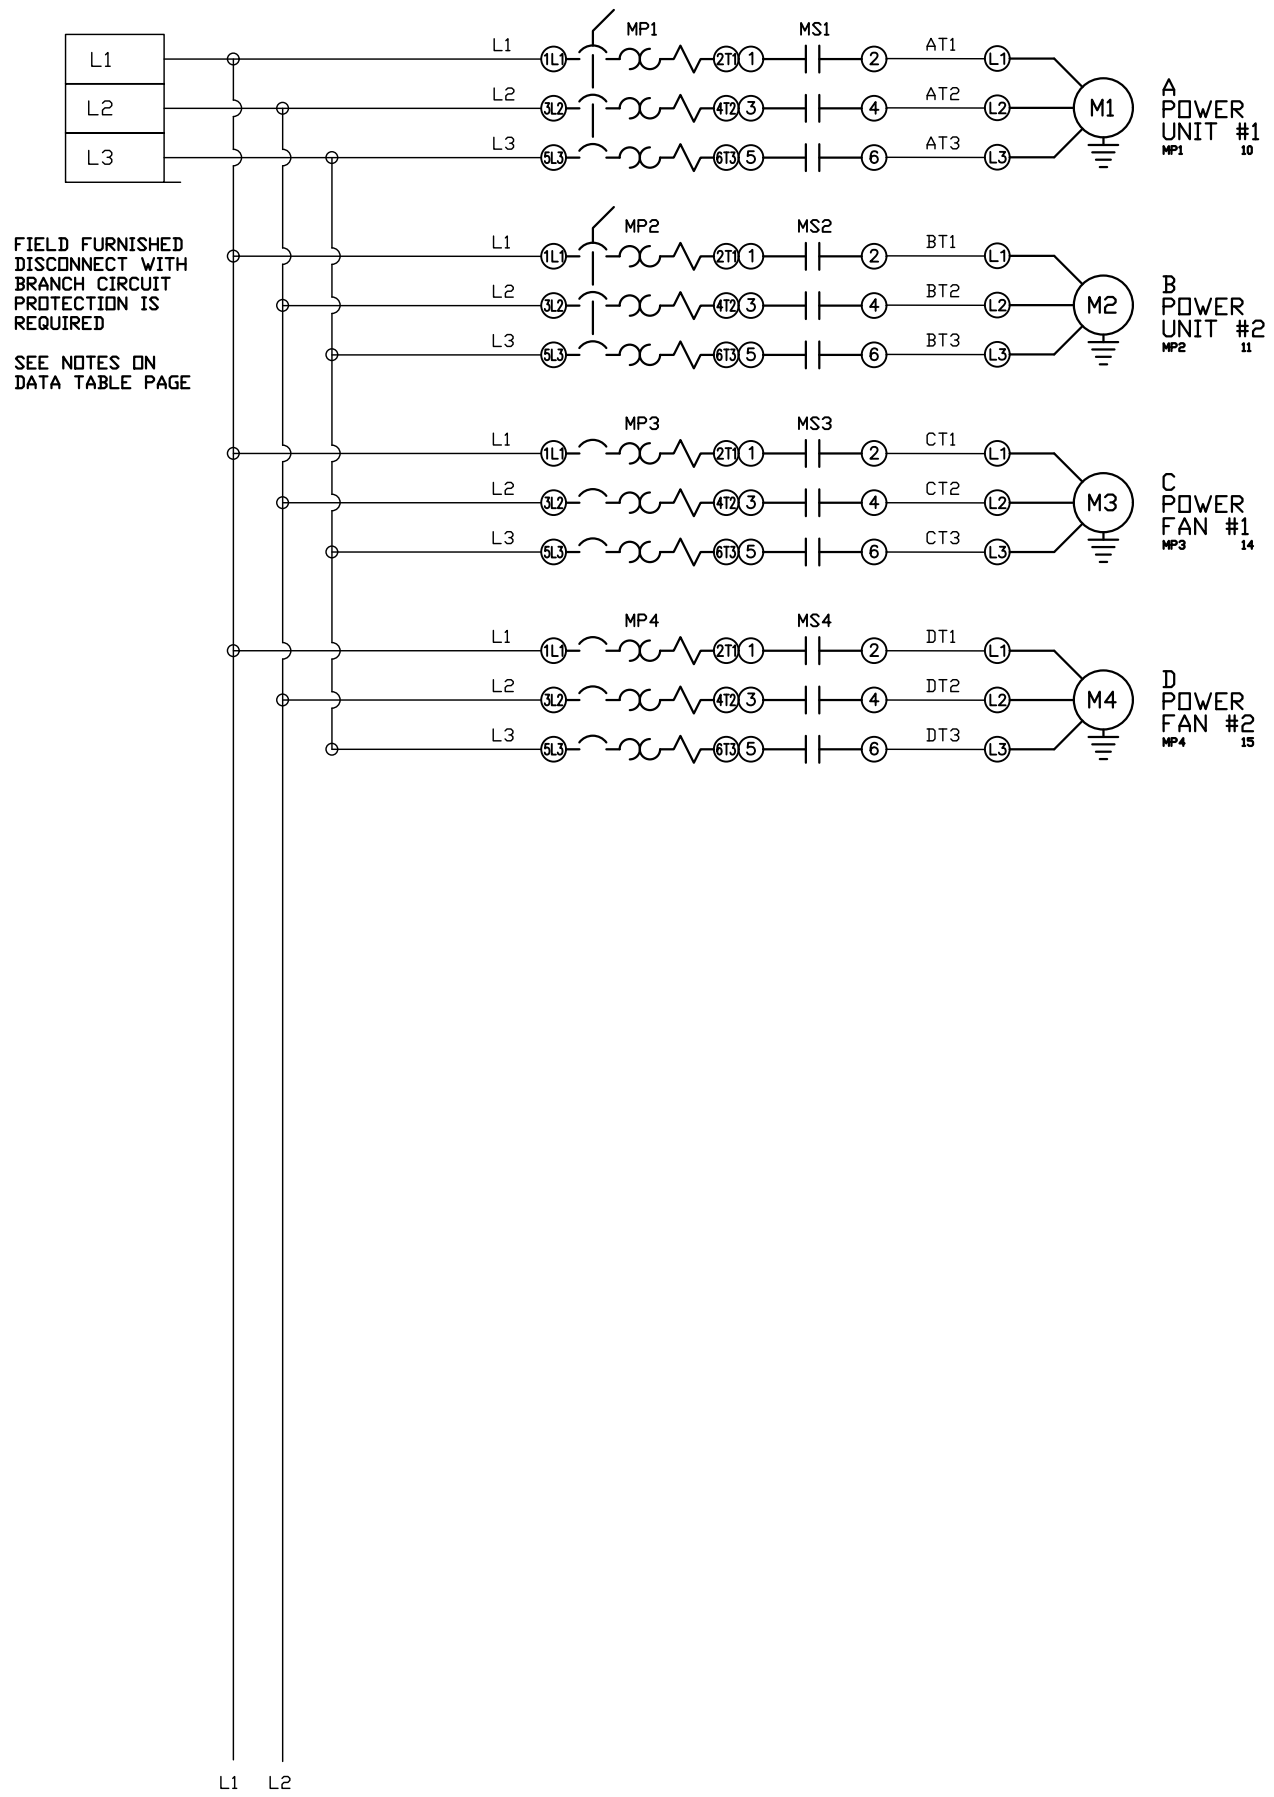 L1
L2
L3
FIELD FURNISHED
DISCONNECT WITH
BRANCH CIRCUIT
PROTECTION IS
REQUIRED
SEE NOTES ON
DATA TABLE PAGE
MP1 MS1
L1 1L1 2T1 1 2 AT1 L1
L2 3L2 4T2 3 4 AT2 L2
L3 5L3 6T3 5 6 AT3 L3
M1
A
POWER
UNIT #1
MP1 10
MP2 MS2
L1 1L1 2T1 1 2 BT1 L1
L2 3L2 4T2 3 4 BT2 L2
L3 5L3 6T3 5 6 BT3 L3
M2
B
POWER
UNIT #2
MP2 11
MP3 MS3
L1 1L1 2T1 1 2 CT1 L1
L2 3L2 4T2 3 4 CT2 L2
L3 5L3 6T3 5 6 CT3 L3
M3
C
POWER
FAN #1
MP3 14
MP4 MS4
L1 1L1 2T1 1 2 DT1 L1
L2 3L2 4T2 3 4 DT2 L2
L3 5L3 6T3 5 6 DT3 L3
M4
D
POWER
FAN #2
MP4 15
L1 L2